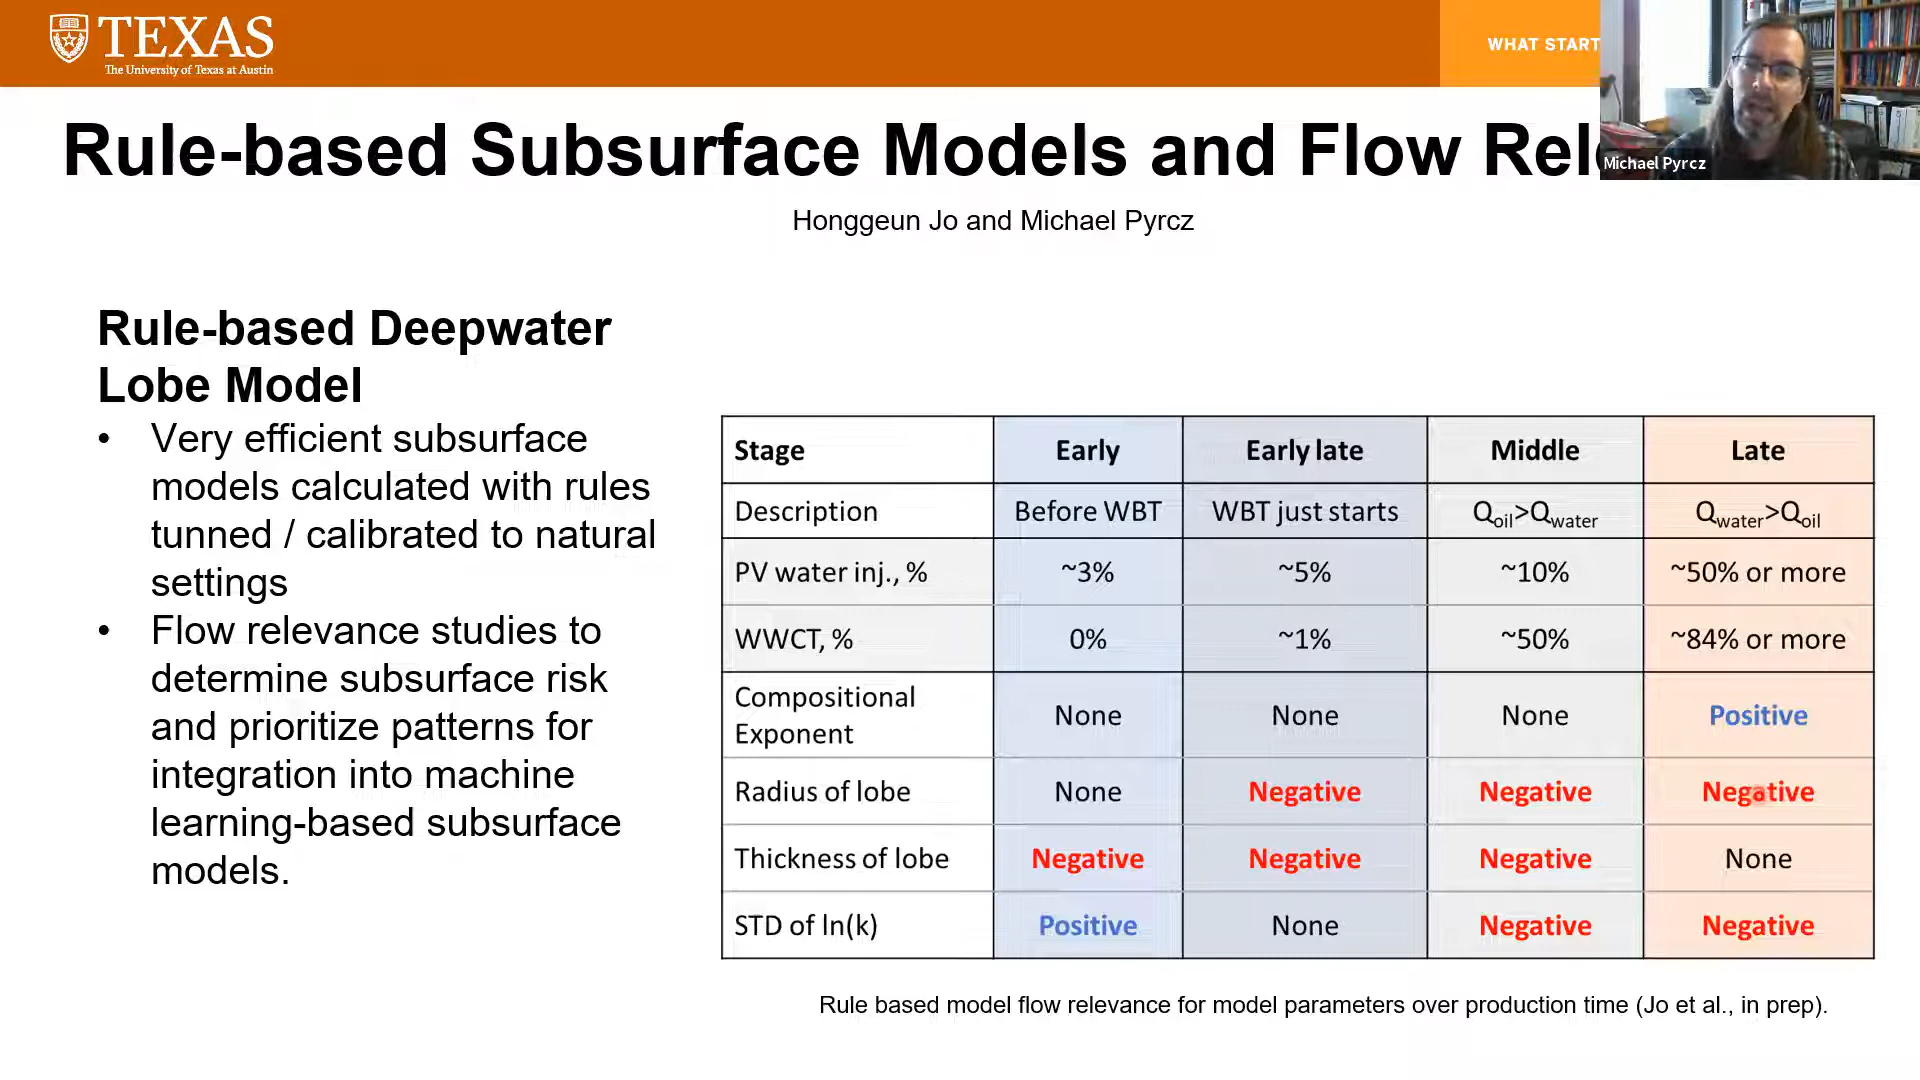 TEXAS
The University of Texas at Austin
WHAT START
Michael Pyrcz
Rule-based Subsurface Models and Flow
Honggeun Jo and Michael Pyrcz
Rule-based Deepwater
Lobe Model
• Very efficient subsurface
models calculated with rules
tunned / calibrated to natural
settings
• Flow relevance studies to
determine subsurface risk
and prioritize patterns for
integration into machine
learning-based subsurface
models.
Stage Early Early late Middle Late
Description Before WBT WBT just starts Qoil>Qwater Qwater>Qoil
PV water inj., % ~3% ~5% ~10% ~50% or more
WWCT, % 0% ~1% ~50% ~84% or more
Compositional
Exponent None None None Positive
Radius of lobe None Negative Negative Negative
Thickness of lobe Negative Negative Negative None
STD of ln(k) Positive None Negative Negative
Rule based model flow relevance for model parameters over production time (Jo et al., in prep).